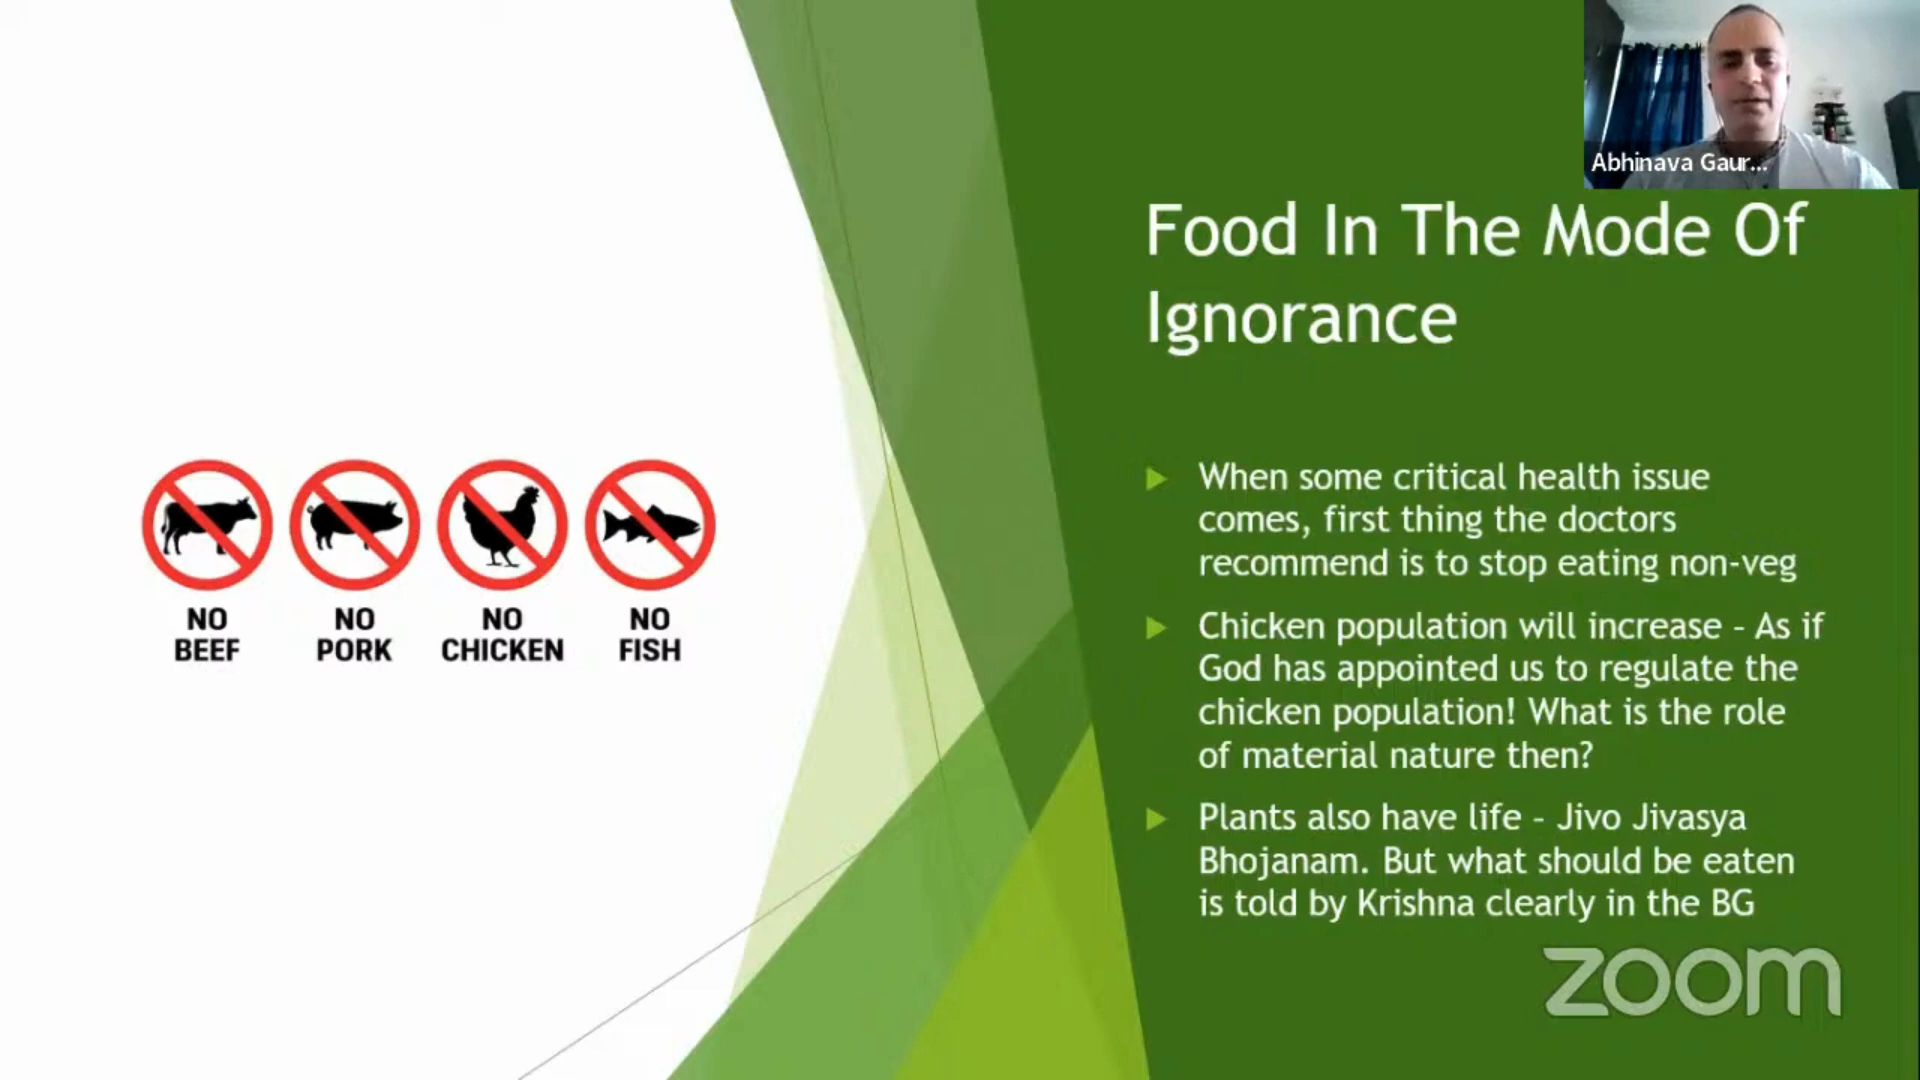 Abhinava Gaur...
Food In The Mode Of
Ignorance
When some critical health issue
comes, first thing the doctors
recommend is to stop eating non-veg
Chicken population will increase – As if
God has appointed us to regulate the
chicken population! What is the role
of material nature then?
Plants also have life – Jivo Jivasya
Bhojanam. But what should be eaten
is told by Krishna clearly in the BG
NO
BEEF
NO
PORK
NO
CHICKEN
NO
FISH
zoom